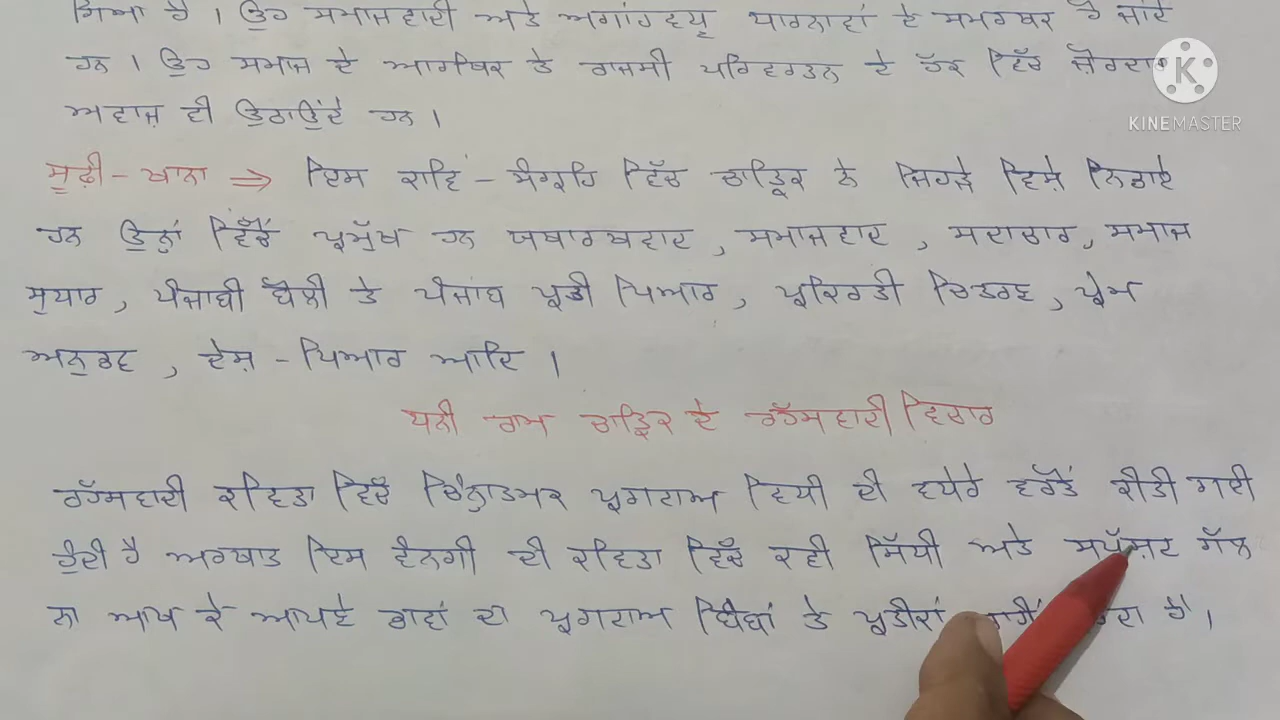 ਗਿਆ ਹੈ । ਉਹ ਸਮਾਜਵਾਦੀ ਅਤੇ ਅਗਾਂਹਵਧੂ ਧਾਰਨਾਵਾਂ ਦੇ ਸਮਰਥਕ ਹੋ ਜਾਂਦੇ
ਹਨ । ਉਹ ਸਮਾਜ ਦੇ ਆਰਥਿਕ ਤੇ ਰਾਜਸੀ ਪਰਿਵਰਤਨ ਦੇ ਹੱਕ ਵਿੱਚ ਜ਼ੋਰਦਾਰ
ਅਵਾਜ਼ ਵੀ ਉਠਾਉਂਦੇ ਹਨ ।
ਸੂਫ਼ੀ - ਖਾਨਾ ⇒ ਇਸ ਕਾਵਿ - ਸੰਗ੍ਰਹਿ ਵਿੱਚ ਚਾਤ੍ਰਿਕ ਨੇ ਜਿਹੜੇ ਵਿਸ਼ੇ ਨਿਭਾਏ
ਹਨ ਉਨ੍ਹਾਂ ਵਿੱਚੋਂ ਪ੍ਰਮੁੱਖ ਹਨ ਯਥਾਰਥਵਾਦ , ਸਮਾਜਵਾਦ , ਸਦਾਚਾਰ , ਸਮਾਜ
ਸੁਧਾਰ , ਪੰਜਾਬੀ ਬੋਲੀ ਤੇ ਪੰਜਾਬ ਪ੍ਰਤੀ ਪਿਆਰ , ਪ੍ਰਕਿਰਤੀ ਚਿਤਰਣ , ਪ੍ਰੇਮ
ਅਨੁਭਵ , ਦੇਸ਼ - ਪਿਆਰ ਆਦਿ ।
ਧਨੀ ਰਾਮ ਚਾਤ੍ਰਿਕ ਦੇ ਰਹੱਸਵਾਦੀ ਵਿਚਾਰ
ਰਹੱਸਵਾਦੀ ਕਵਿਤਾ ਵਿੱਚ ਚਿੰਨ੍ਹਾਤਮਕ ਪ੍ਰਗਟਾਅ ਵਿਧੀ ਦੀ ਵਧੇਰੇ ਵਰਤੋਂ ਕੀਤੀ ਗਈ
ਹੁੰਦੀ ਹੈ ਅਰਥਾਤ ਇਸ ਵੰਨਗੀ ਦੀ ਕਵਿਤਾ ਵਿੱਚ ਕਵੀ ਸਿੱਧੀ ਅਤੇ ਸਪੱਸ਼ਟ ਗੱਲ
ਨਾ ਆਖ ਕੇ ਆਪਣੇ ਭਾਵਾਂ ਦਾ ਪ੍ਰਗਟਾਅ ਬਿੰਬਾਂ ਤੇ ਪ੍ਰਤੀਕਾਂ ਹੈ ।
KINEMASTER